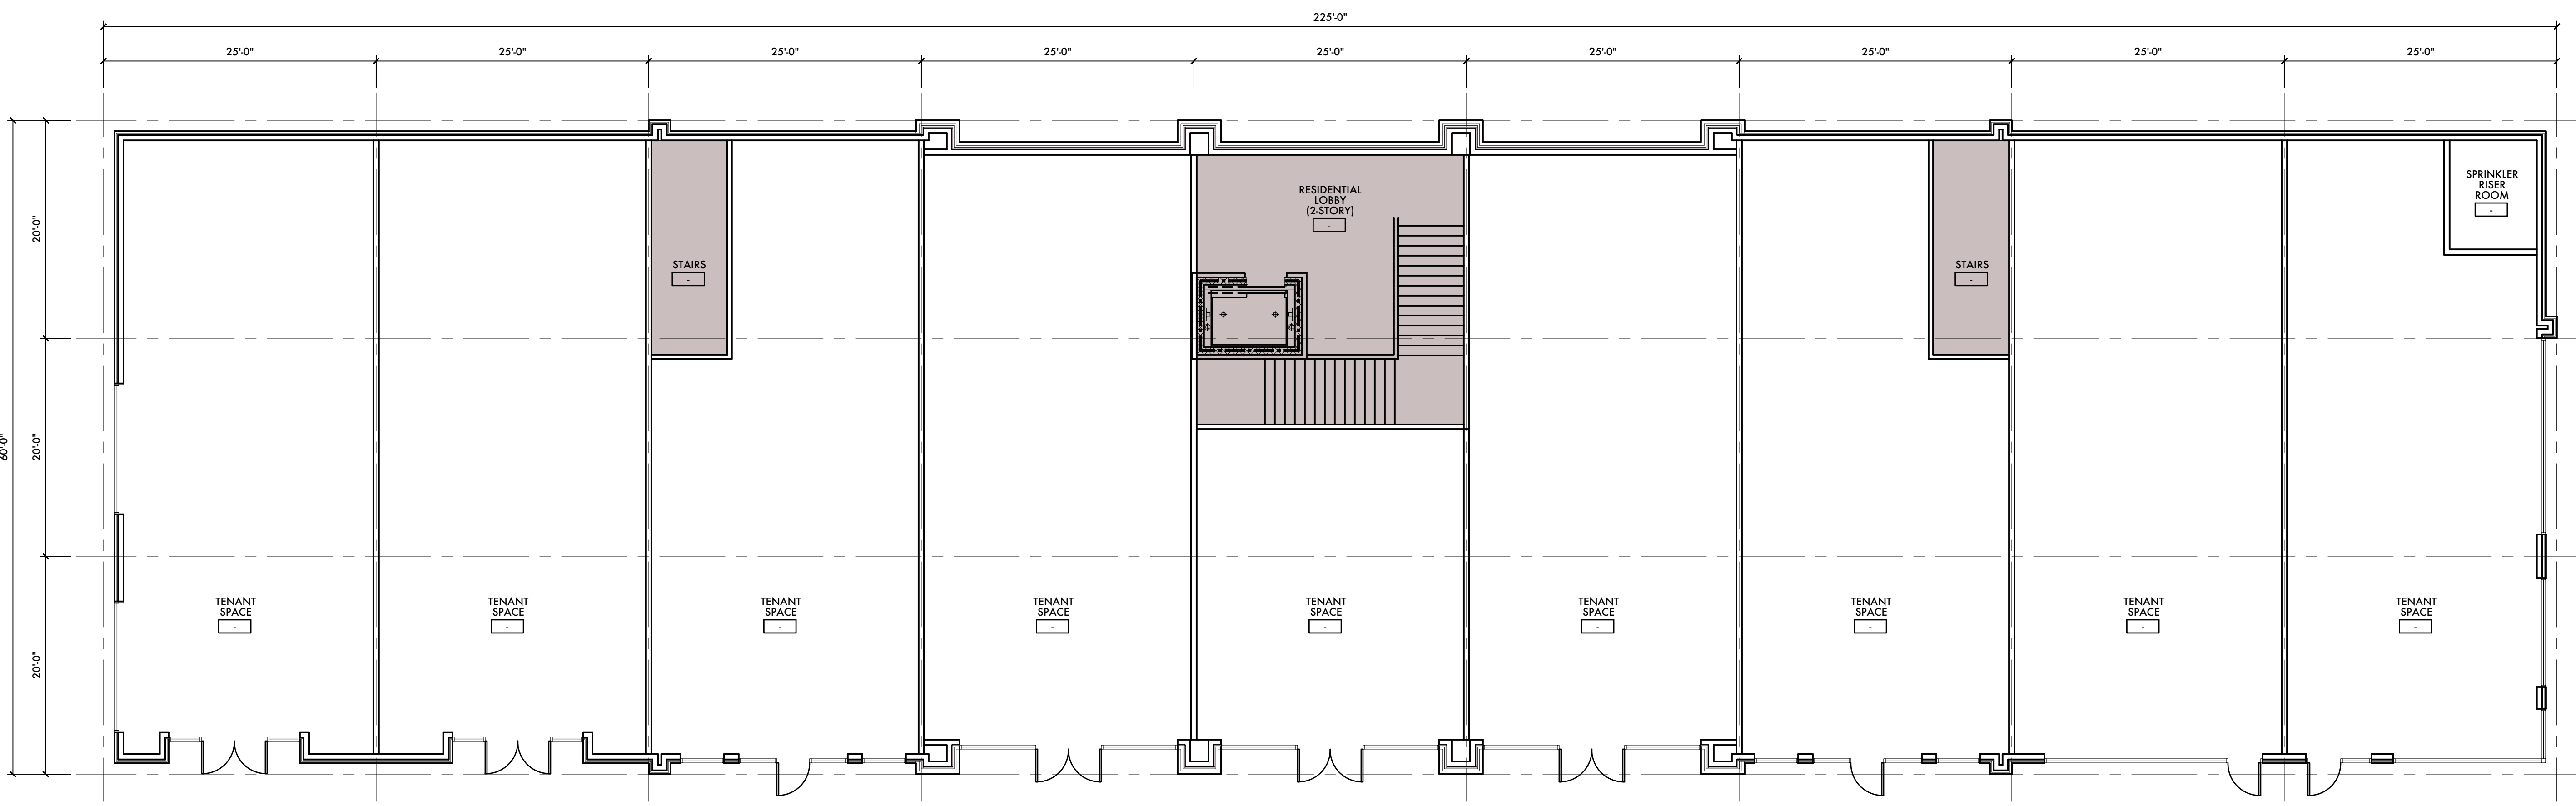 225'-0"
25'-0" 25'-0" 25'-0" 25'-0" 25'-0" 25'-0" 25'-0" 25'-0" 25'-0"
60'-0"
20'-0"
20'-0"
20'-0"
STAIRS
-
RESIDENTIAL
LOBBY
(2-STORY)
-
STAIRS
-
SPRINKLER
RISER
ROOM
-
TENANT
SPACE
-
TENANT
SPACE
-
TENANT
SPACE
-
TENANT
SPACE
-
TENANT
SPACE
-
TENANT
SPACE
-
TENANT
SPACE
-
TENANT
SPACE
-
TENANT
SPACE
-